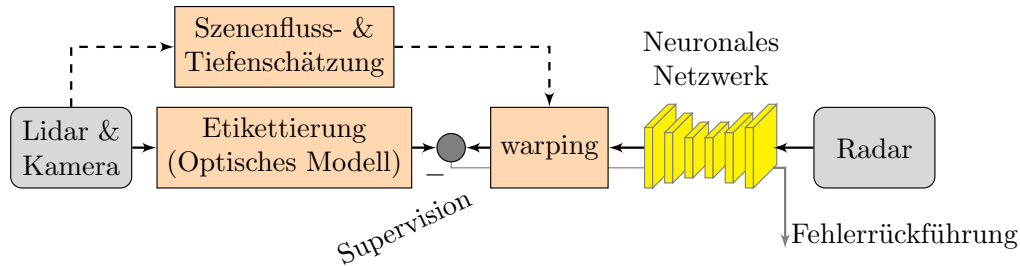 Szenenfluss- &
Tiefenschätzung
Neuronales
Netzwerk
Lidar &
Kamera
Etikettierung
(Optisches Modell)
–
warping
Radar
Supervision
Fehlerrückführung